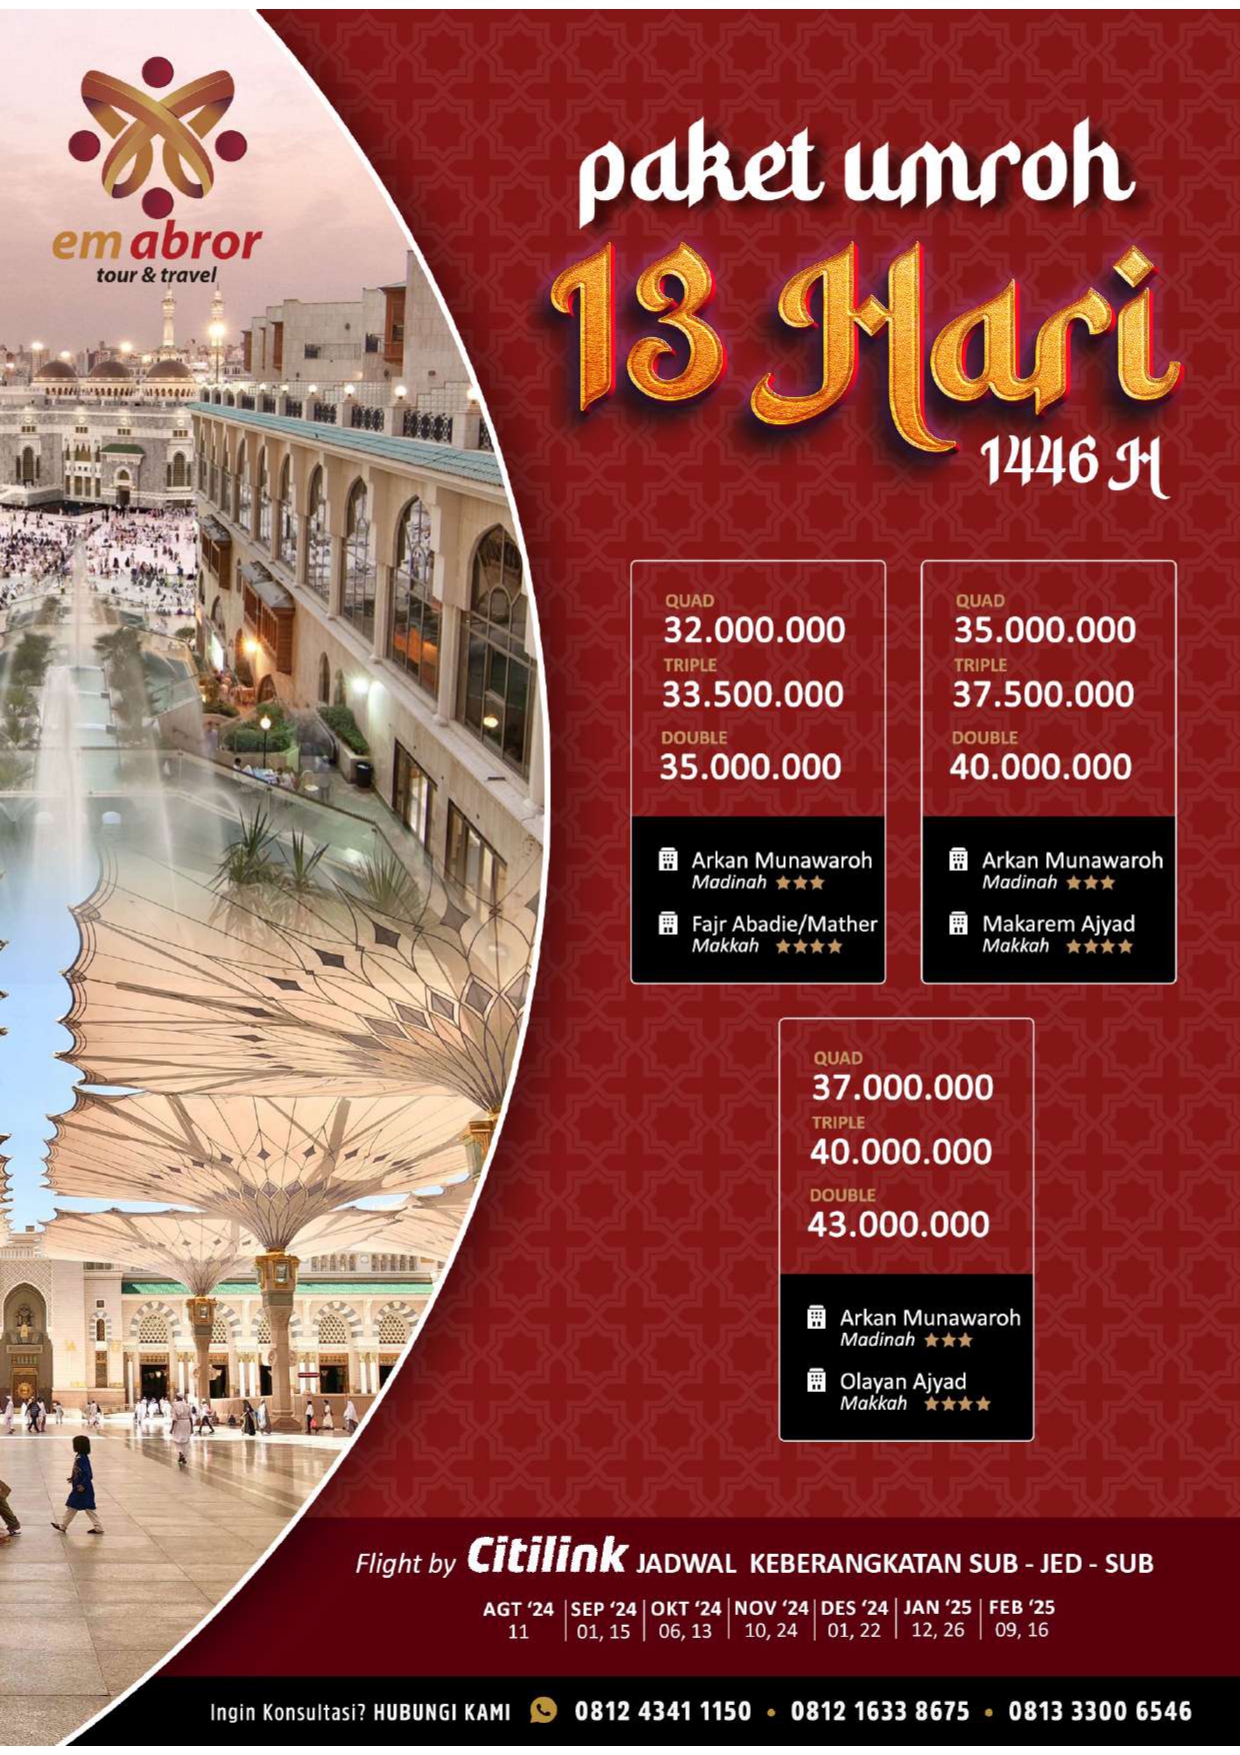 em abror
tour & travel
paket umroh
13 Hari
1446 H
QUAD
32.000.000
TRIPLE
33.500.000
DOUBLE
35.000.000
Arkan Munawaroh
Madinah
Fajr Abadie/Mather
Makkah
QUAD
35.000.000
TRIPLE
37.500.000
DOUBLE
40.000.000
Arkan Munawaroh
Madinah
Makarem Ajyad
Makkah
QUAD
37.000.000
TRIPLE
40.000.000
DOUBLE
43.000.000
Arkan Munawaroh
Madinah
Olayan Ajyad
Makkah
Flight by Citilink JADWAL KEBERANGKATAN SUB - JED - SUB
AGT ‘24 | SEP ‘24 | OKT ‘24 | NOV ‘24 | DES ‘24 | JAN ‘25 | FEB ‘25
11 | 01, 15 | 06, 13 | 10, 24 | 01, 22 | 12, 26 | 09, 16
Ingin Konsultasi? HUBUNGI KAMI 0812 4341 1150 • 0812 1633 8675 • 0813 3300 6546